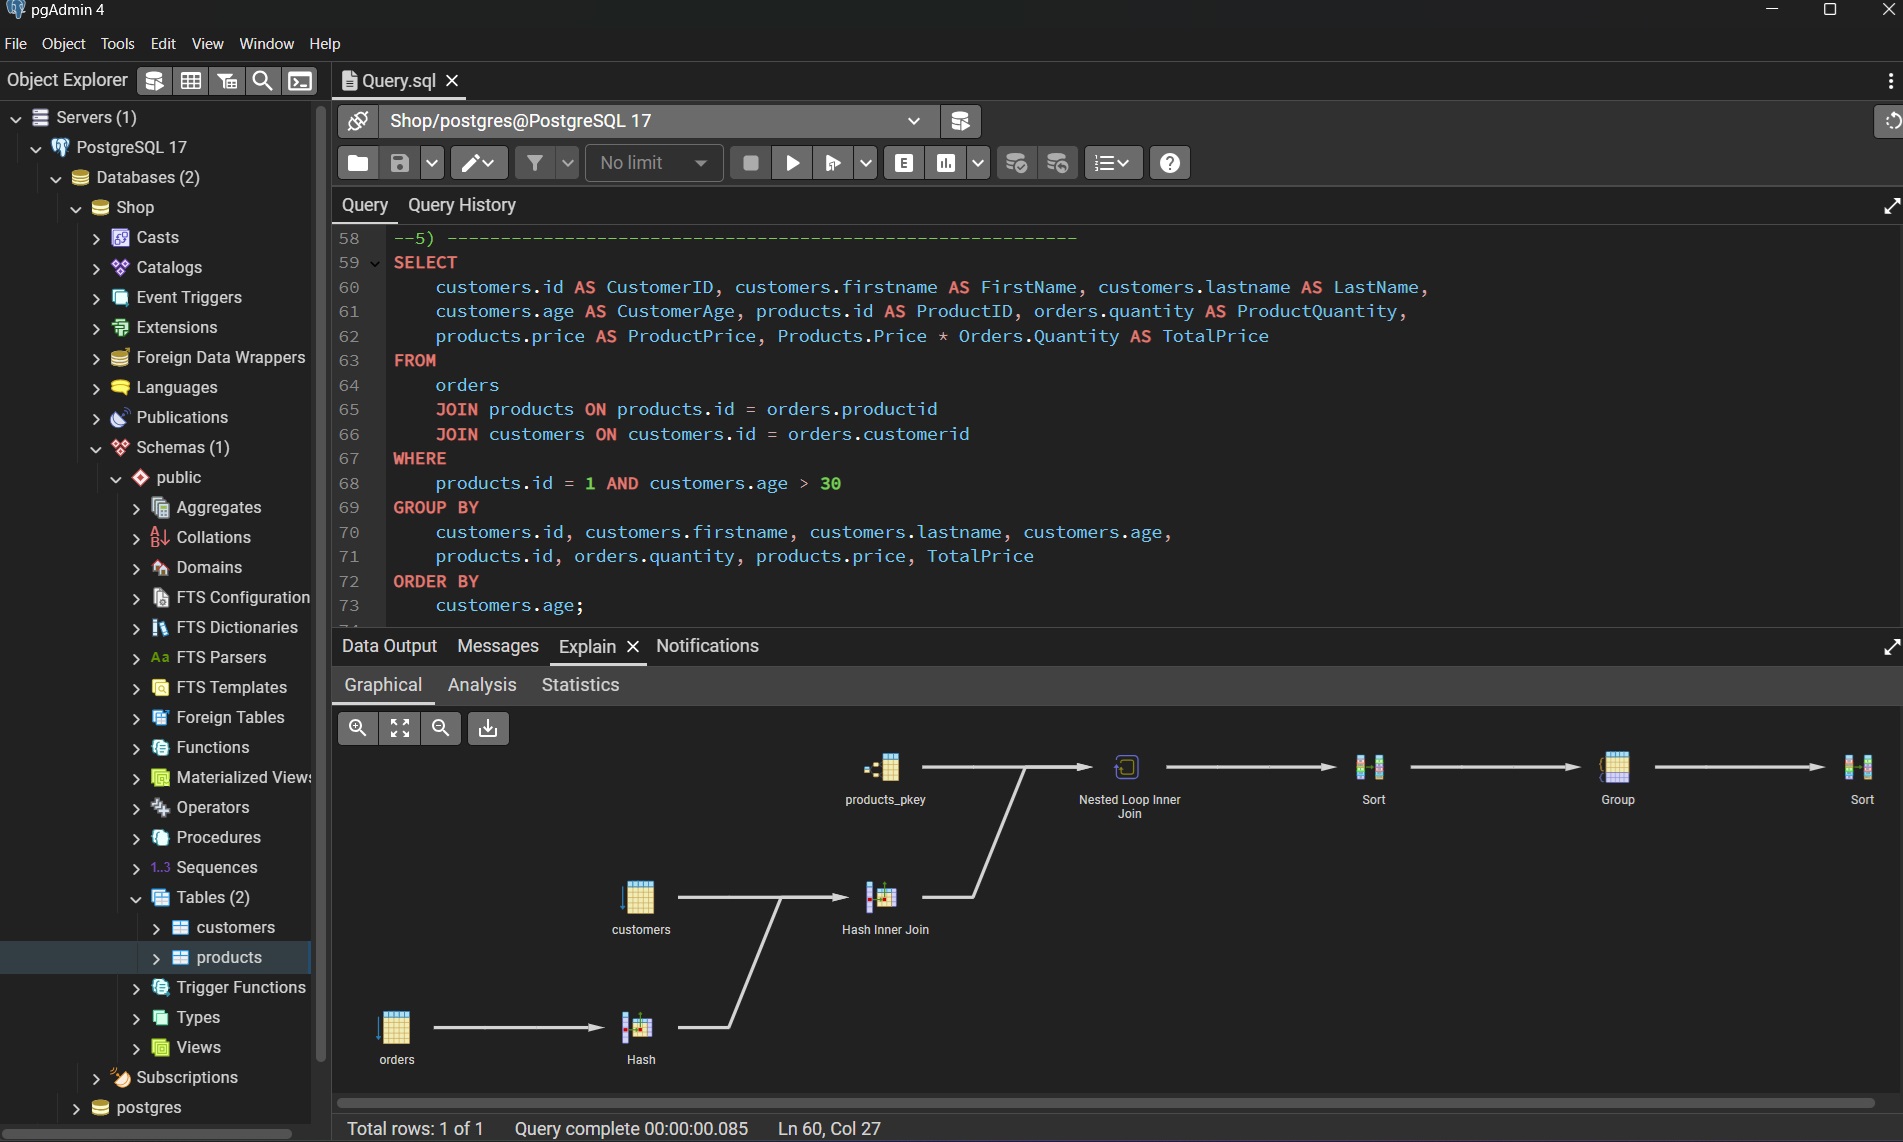 pgAdmin 4
File Object Tools Edit View Window Help
Object Explorer
Servers (1)
PostgreSQL 17
Databases (2)
Shop
Casts
Catalogs
Event Triggers
Extensions
Foreign Data Wrappers
Languages
Publications
Schemas (1)
public
Aggregates
Collations
Domains
FTS Configuration
FTS Dictionaries
Aa FTS Parsers
FTS Templates
Foreign Tables
Functions
Materialized Views
Operators
Procedures
1..3 Sequences
Tables (2)
customers
products
Trigger Functions
Types
Views
Subscriptions
postgres
Query.sql
Shop/postgres@PostgreSQL 17
No limit
E
Query Query History
58 --5) -----------------------------------------------------------
59 SELECT
60 customers.id AS CustomerID, customers.firstname AS FirstName, customers.lastname AS LastName,
61 customers.age AS CustomerAge, products.id AS ProductID, orders.quantity AS ProductQuantity,
62 products.price AS ProductPrice, Products.Price * Orders.Quantity AS TotalPrice
63 FROM
64 orders
65 JOIN products ON products.id = orders.productid
66 JOIN customers ON customers.id = orders.customerid
67 WHERE
68 products.id = 1 AND customers.age > 30
69 GROUP BY
70 customers.id, customers.firstname, customers.lastname, customers.age,
71 products.id, orders.quantity, products.price, TotalPrice
72 ORDER BY
73 customers.age;
Data Output Messages Explain Notifications
Graphical Analysis Statistics
products_pkey
Nested Loop Inner
Join
Sort
Group
Sort
customers
Hash Inner Join
orders
Hash
Total rows: 1 of 1 Query complete 00:00:00.085 Ln 60, Col 27